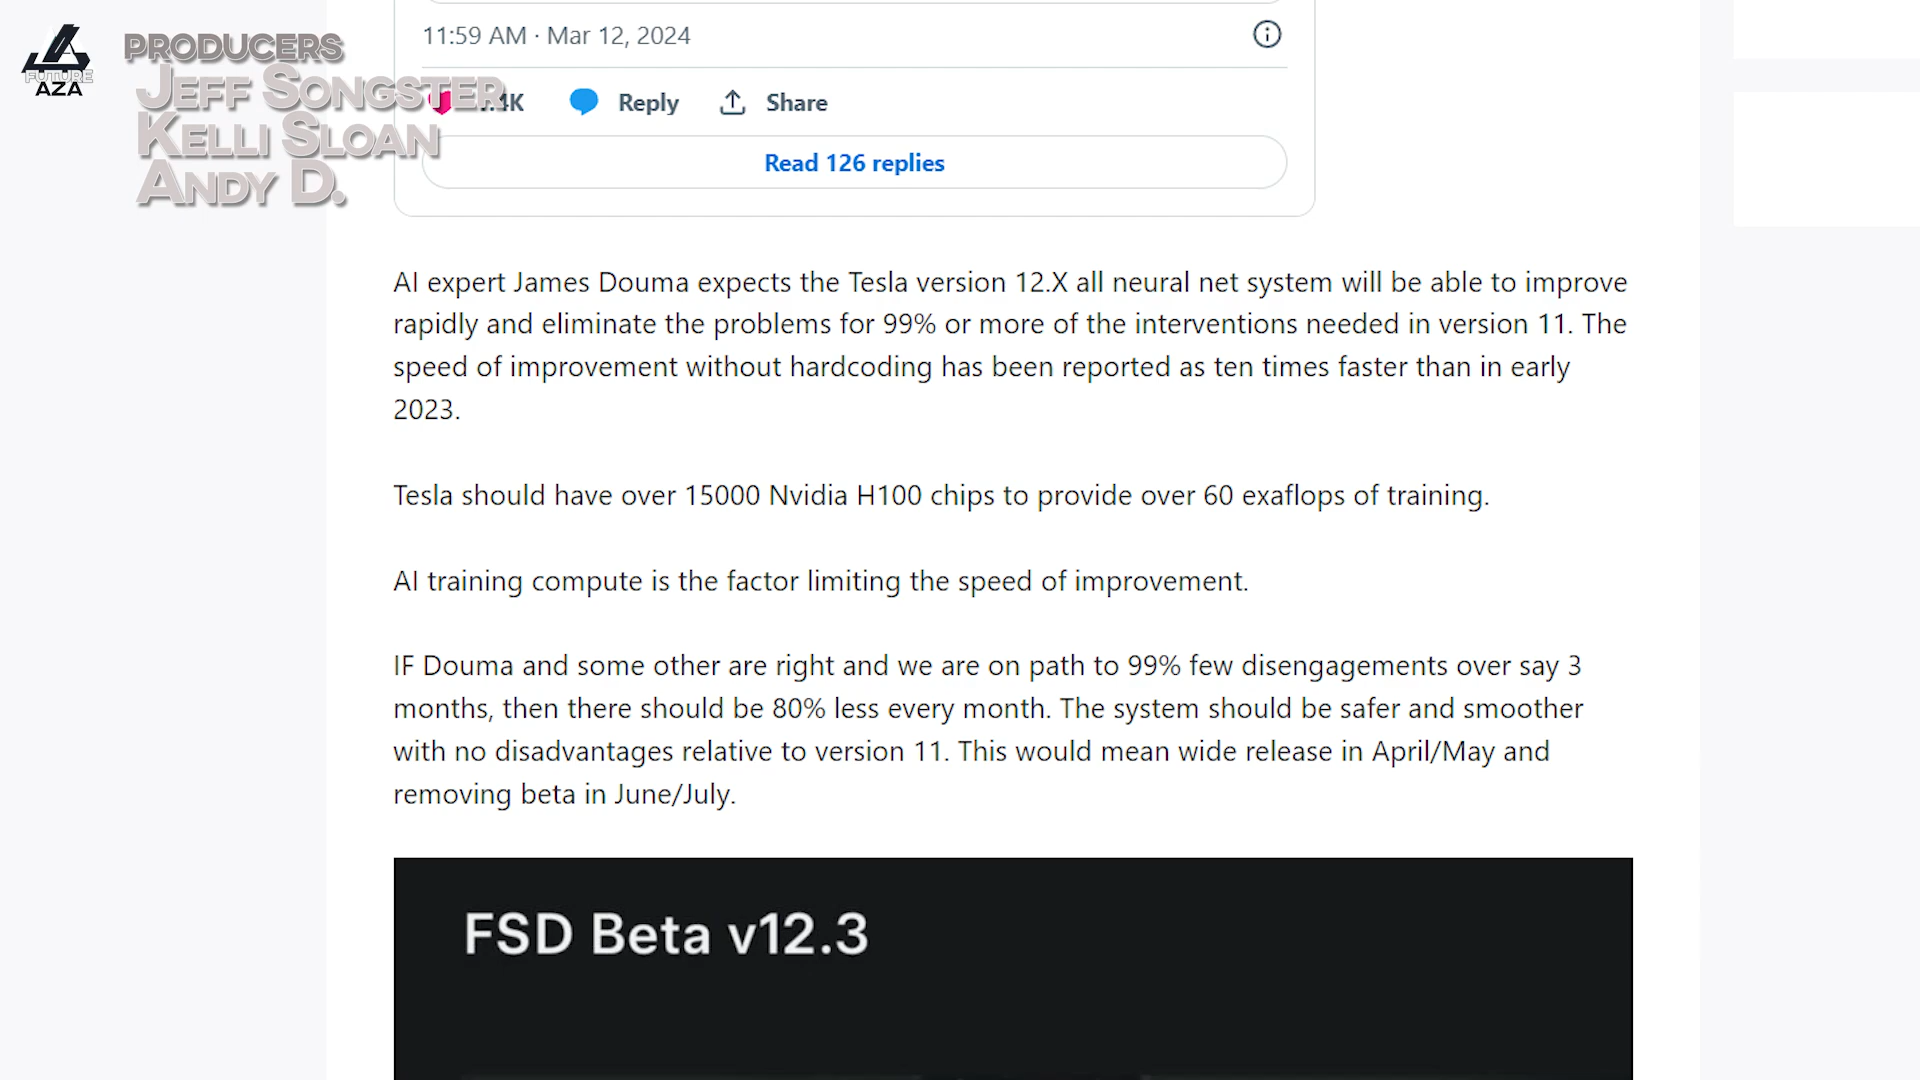 FUTURE
AZA
PRODUCERS
JEFF SONGSTER
KELLI SLOAN
ANDY D.
11:59 AM · Mar 12, 2024
Reply
Share
Read 126 replies
AI expert James Douma expects the Tesla version 12.X all neural net system will be able to improve
rapidly and eliminate the problems for 99% or more of the interventions needed in version 11. The
speed of improvement without hardcoding has been reported as ten times faster than in early
2023.
Tesla should have over 15000 Nvidia H100 chips to provide over 60 exaflops of training.
AI training compute is the factor limiting the speed of improvement.
IF Douma and some other are right and we are on path to 99% few disengagements over say 3
months, then there should be 80% less every month. The system should be safer and smoother
with no disadvantages relative to version 11. This would mean wide release in April/May and
removing beta in June/July.
FSD Beta v12.3